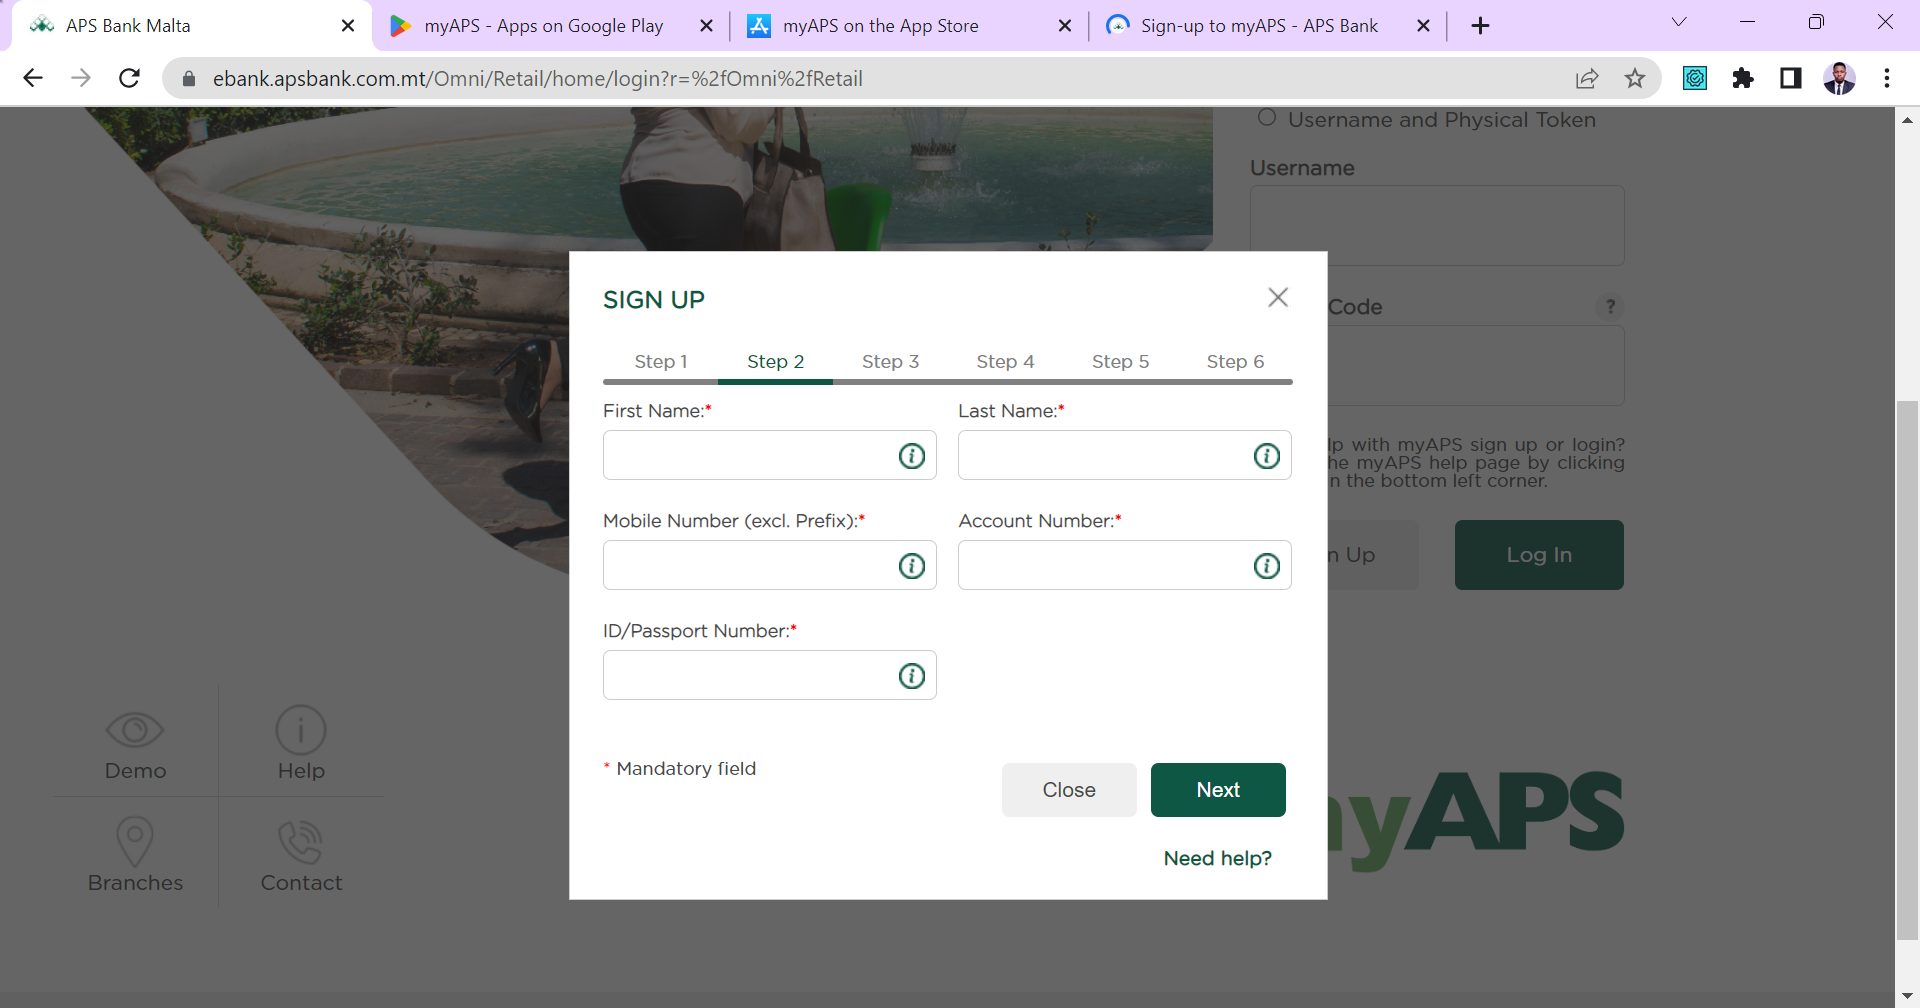 APS Bank Malta
myAPS - Apps on Google Play
myAPS on the App Store
Sign-up to myAPS - APS Bank
ebank.apsbank.com.mt/Omni/Retail/home/login?r=%2fOmni%2fRetail
Username and Physical Token
Username
Code
?
lp with myAPS sign up or login?
he myAPS help page by clicking
n the bottom left corner.
n Up
Log In
SIGN UP
Step 1 Step 2 Step 3 Step 4 Step 5 Step 6
First Name:* Last Name:*
Mobile Number (excl. Prefix):* Account Number:*
ID/Passport Number:*
* Mandatory field
Close Next
Need help?
Demo Help
Branches Contact
yAPS